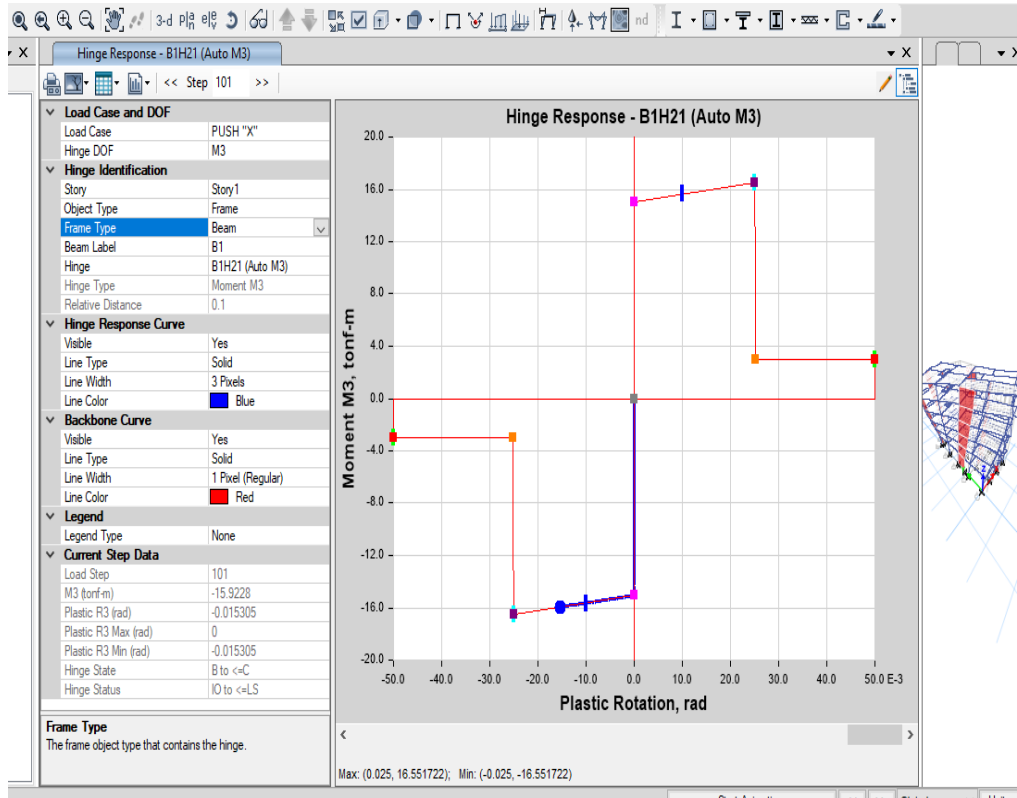 3-d
Plạ
nd
X
Hinge Response - B1H21 (Auto M3)
X
X
<< Step 101 >>
Load Case and DOF
Load Case PUSH "X"
Hinge DOF M3
Hinge Identification
Story Story1
Object Type Frame
Frame Type Beam
Beam Label B1
Hinge B1H21 (Auto M3)
Hinge Type Moment M3
Relative Distance 0.1
Hinge Response Curve
Visible Yes
Line Type Solid
Line Width 3 Pixels
Line Color Blue
Backbone Curve
Visible Yes
Line Type Solid
Line Width 1 Pixel (Regular)
Line Color Red
Legend
Legend Type None
Current Step Data
Load Step 101
M3 (tonf-m) -15.9228
Plastic R3 (rad) -0.015305
Plastic R3 Max (rad) 0
Plastic R3 Min (rad) -0.015305
Hinge State B to <=C
Hinge Status IO to <=LS
Frame Type
The frame object type that contains the hinge.
Hinge Response - B1H21 (Auto M3)
20.0
16.0
12.0
8.0
4.0
0.0
-4.0
-8.0
-12.0
-16.0
-20.0
Moment M3, tonf-m
-50.0 -40.0 -30.0 -20.0 -10.0 0.0 10.0 20.0 30.0 40.0 50.0 E-3
Plastic Rotation, rad
Max: (0.025, 16.551722); Min: (-0.025, -16.551722)
Z